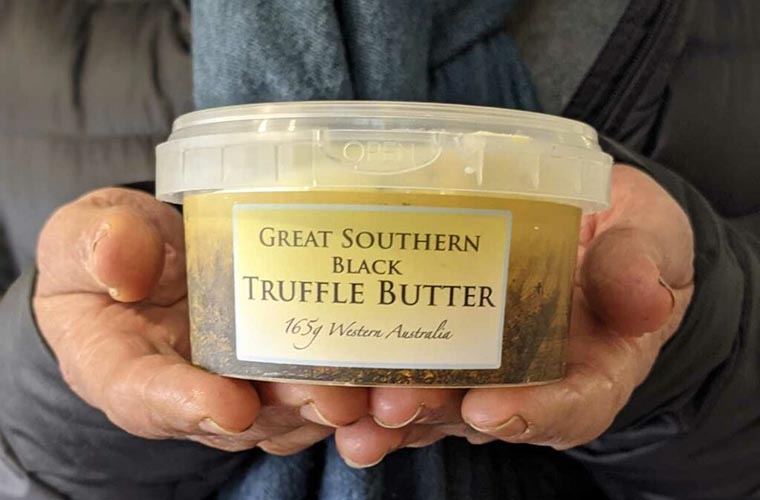 OPEN
GREAT SOUTHERN
BLACK
TRUFFLE BUTTER
165g Western Australia